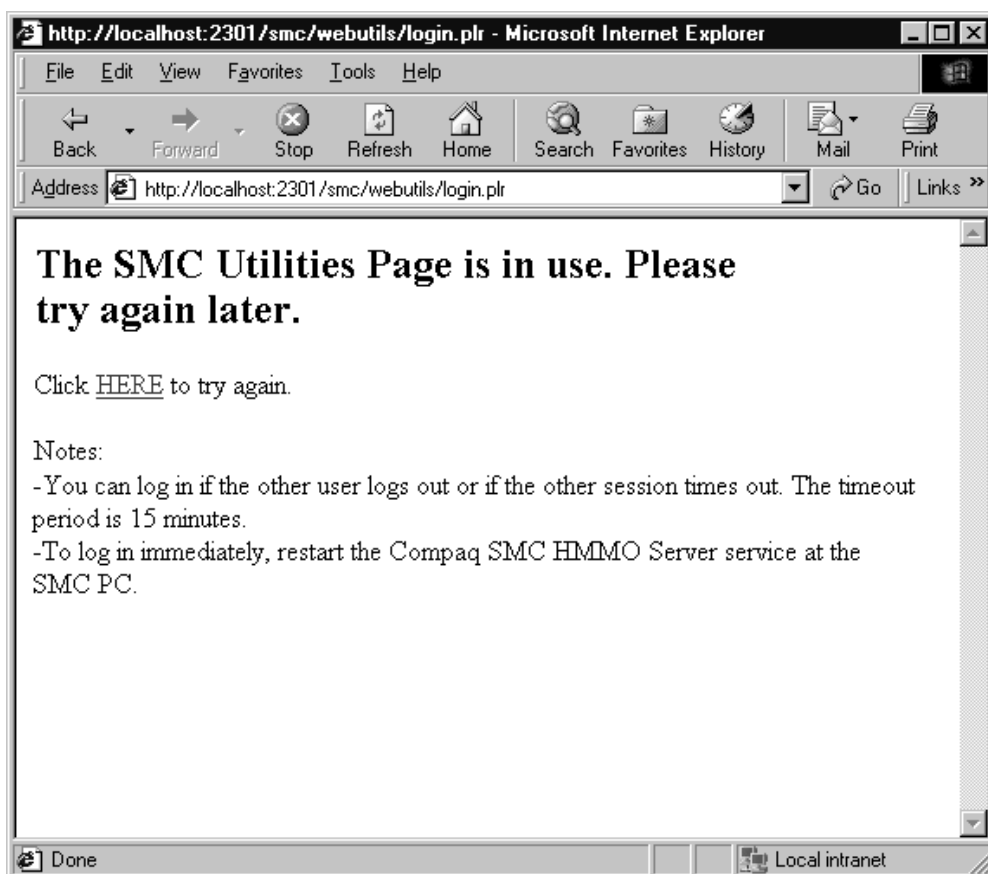 http://localhost:2301/smc/webutils/login.plr - Microsoft Internet Explorer
File Edit View Favorites Tools Help
Back Forward Stop Refresh Home Search Favorites History Mail Print
Address http://localhost:2301/smc/webutils/login.plr Go Links »
The SMC Utilities Page is in use. Please
try again later.
Click HERE to try again.
Notes:
-You can log in if the other user logs out or if the other session times out. The timeout
period is 15 minutes.
-To log in immediately, restart the Compaq SMC HMMO Server service at the
SMC PC.
Done Local intranet